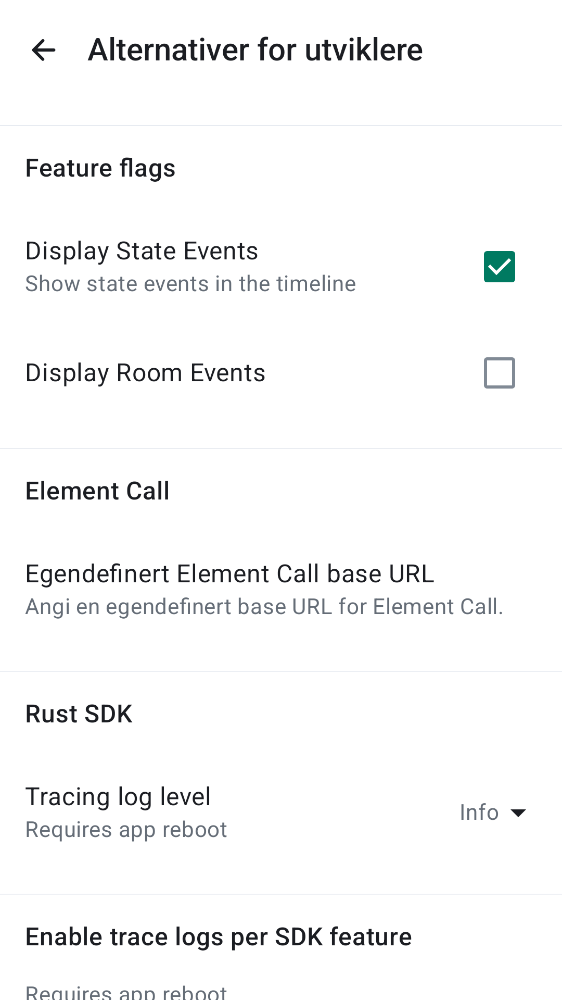 Alternativer for utviklere
Feature flags
Display State Events
Show state events in the timeline
Display Room Events
Element Call
Egendefinert Element Call base URL
Angi en egendefinert base URL for Element Call.
Rust SDK
Tracing log level
Requires app reboot
Info
Enable trace logs per SDK feature
Requires app reboot